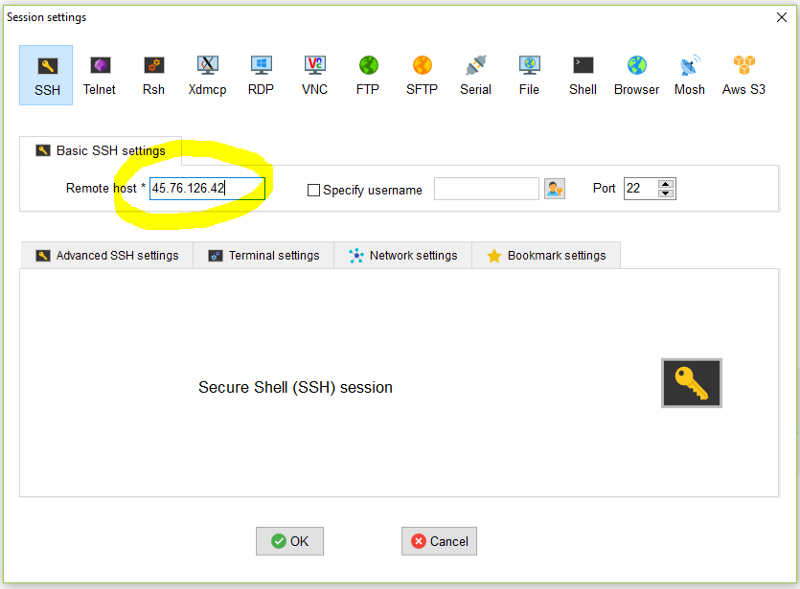 Session settings
SSH Telnet Rsh Xdmcp RDP VNC FTP SFTP Serial File Shell Browser Mosh Aws S3
Basic SSH settings
Remote host * 45.76.126.42 Specify username Port 22
Advanced SSH settings Terminal settings Network settings Bookmark settings
Secure Shell (SSH) session
OK Cancel